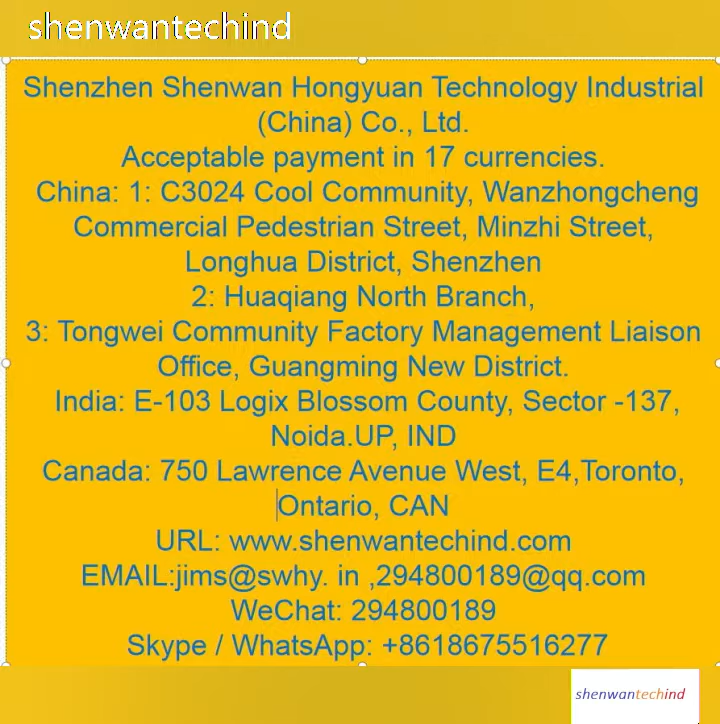 shenwantechind
Shenzhen Shenwan Hongyuan Technology Industrial
(China) Co., Ltd.
Acceptable payment in 17 currencies.
China: 1: C3024 Cool Community, Wanzhongcheng
Commercial Pedestrian Street, Minzhi Street,
Longhua District, Shenzhen
2: Huaqiang North Branch,
3: Tongwei Community Factory Management Liaison
Office, Guangming New District.
India: E-103 Logix Blossom County, Sector -137,
Noida.UP, IND
Canada: 750 Lawrence Avenue West, E4,Toronto,
Ontario, CAN
URL: www.shenwantechind.com
EMAIL:jims@swhy. in ,294800189@qq.com
WeChat: 294800189
Skype / WhatsApp: +8618675516277
shenwantechind